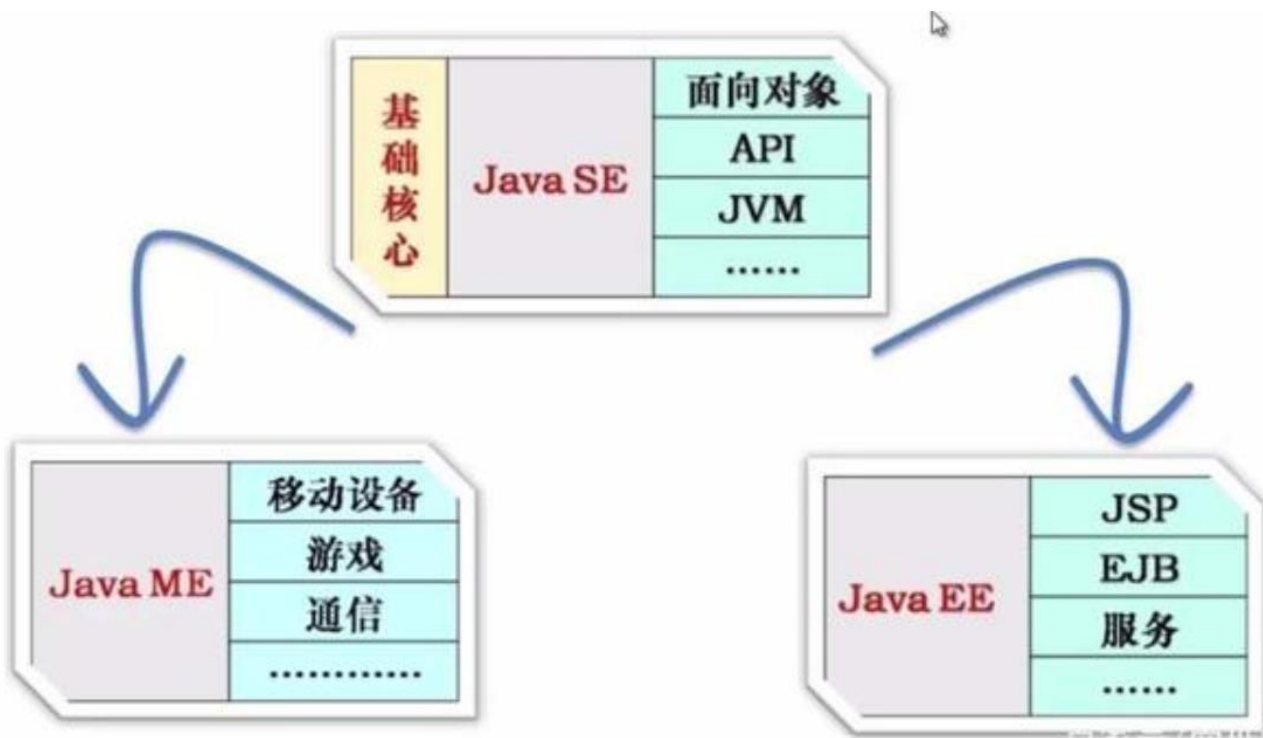 基础核心
Java SE
面向对象
API
JVM
……
Java ME
移动设备
游戏
通信
…………
Java EE
JSP
EJB
服务
……